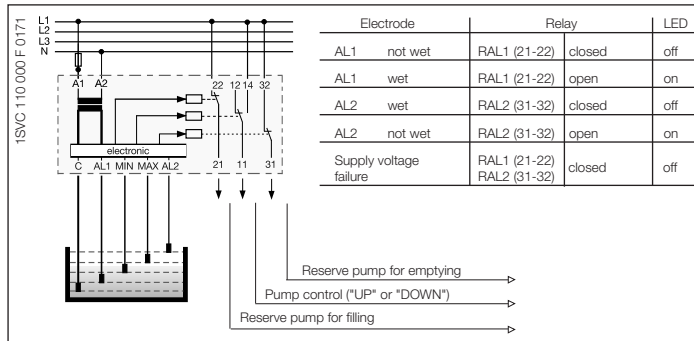 1SVC 110 000 F 0171
L1
L2
L3
N
A1 A2
22 12 14 32
electronic
C AL1 MIN MAX AL2
21 11 31
Reserve pump for emptying
Pump control ("UP" or "DOWN")
Reserve pump for filling
Electrode Relay LED
AL1 not wet RAL1 (21-22) closed off
AL1 wet RAL1 (21-22) open on
AL2 wet RAL2 (31-32) closed off
AL2 not wet RAL2 (31-32) open on
Supply voltage failure RAL1 (21-22) RAL2 (31-32) closed off